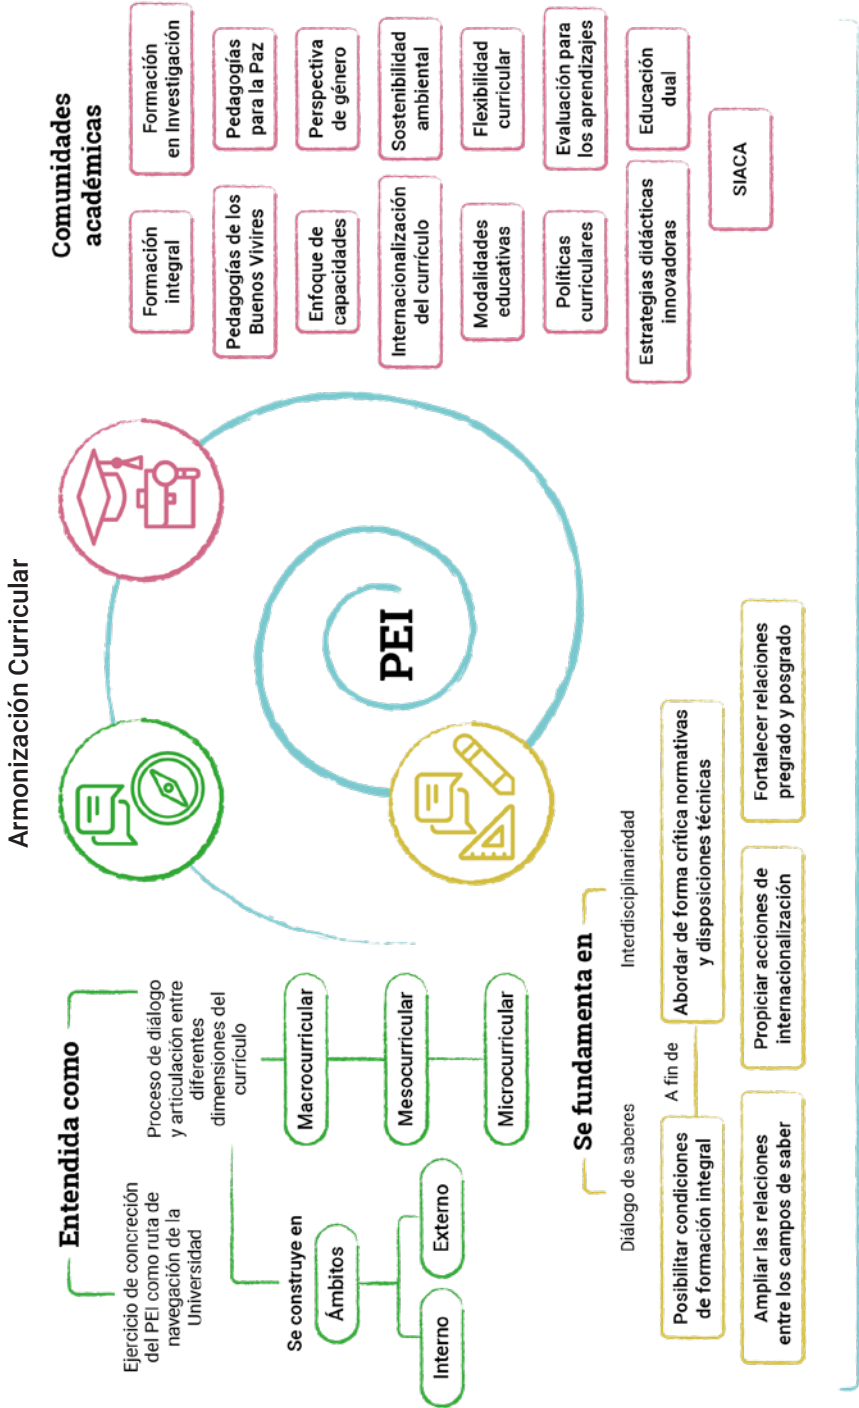 Armonización Curricular
Entendida como
Ejercicio de concreción
del PEI como ruta de
navegación de la
Universidad
Proceso de diálogo
y articulación entre
diferentes
dimensiones del
currículo
Se construye en
Ámbitos
Interno
Externo
Macrocurricular
Mesocurricular
Microcurricular
PEI
Comunidades
académicas
Formación
integral
Formación
en Investigación
Pedagogías de los
Buenos Vivires
Pedagogías
para la Paz
Enfoque de
capacidades
Perspectiva
de género
Internacionalización
del currículo
Sostenibilidad
ambiental
Modalidades
educativas
Flexibilidad
curricular
Políticas
curriculares
Evaluación para
los aprendizajes
Estrategias didácticas
innovadoras
Educación
dual
SIACA
Se fundamenta en
Diálogo de saberes
Interdisciplinariedad
Posibilitar condiciones
de formación integral
A fin de
Abordar de forma crítica normativas
y disposiciones técnicas
Ampliar las relaciones
entre los campos de saber
Propiciar acciones de
internacionalización
Fortalecer relaciones
pregrado y posgrado